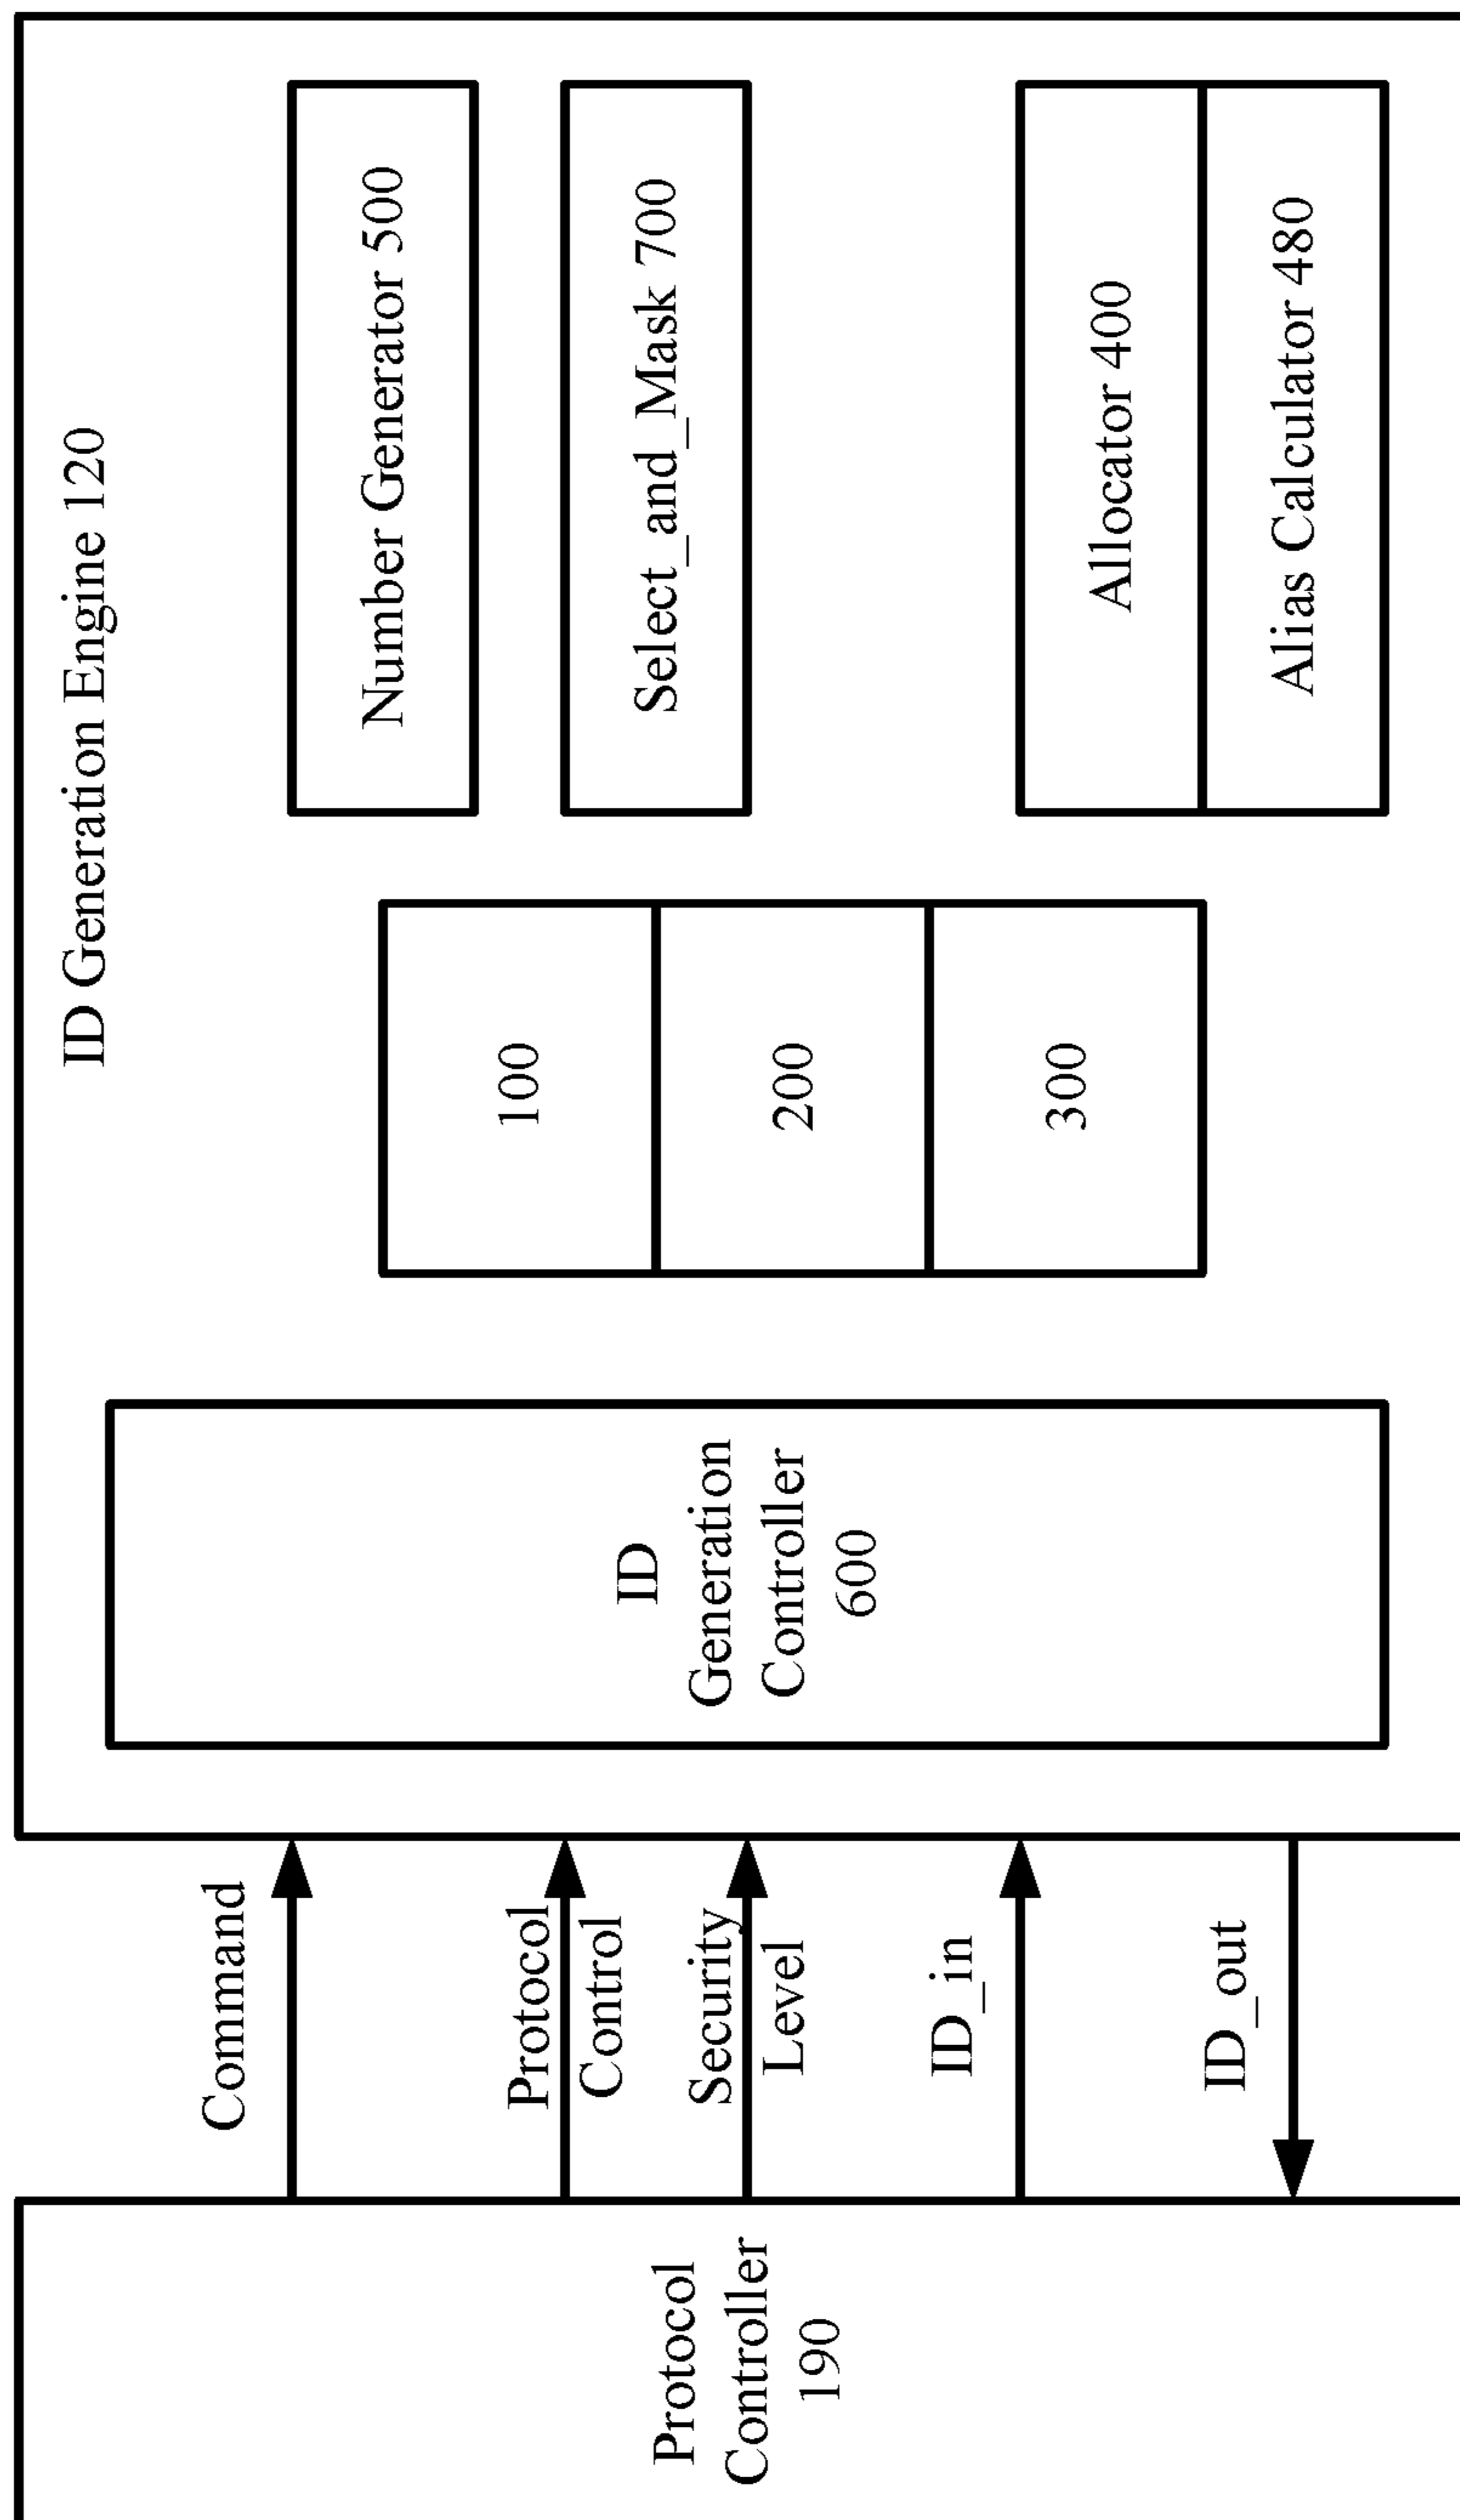 ID Generation Engine 120
Protocol
Controller
190
Command
Protocol
Control
Security
Level
ID_in
ID_out
ID
Generation
Controller
600
100
200
300
Number Generator 500
Select_and_Mask 700
Allocator 400
Alias Calculator 480